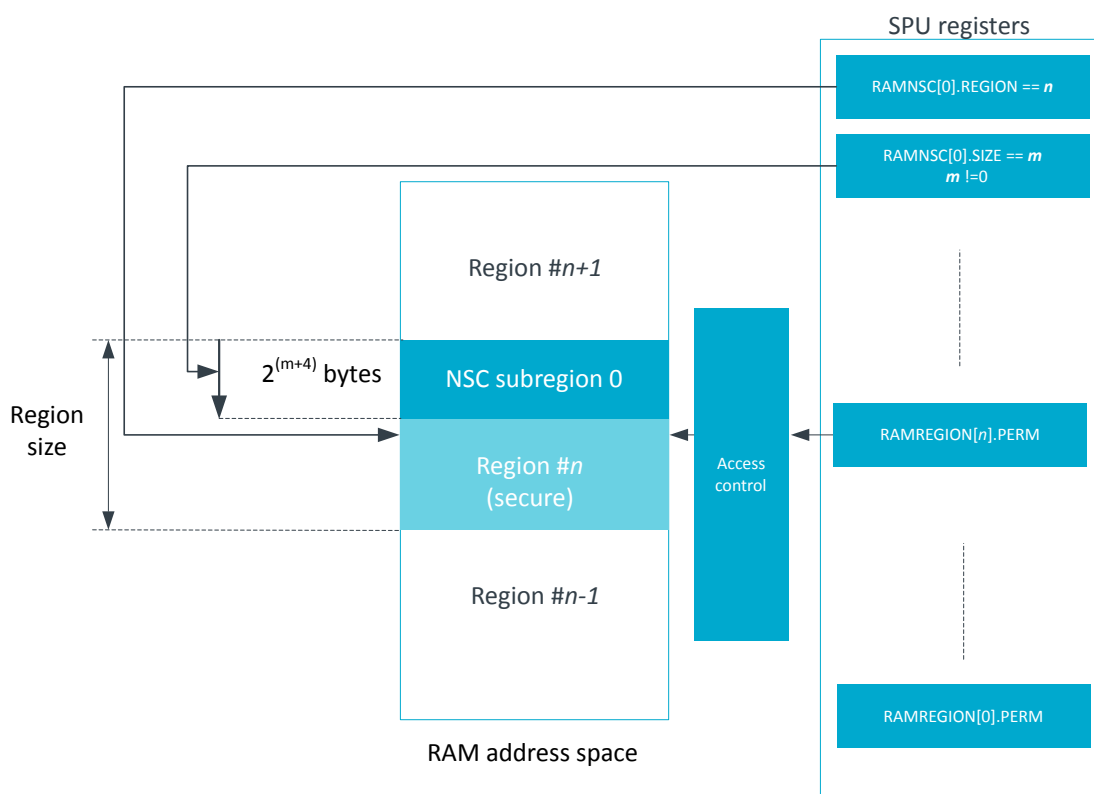 SPU registers
RAMNSC[0].REGION == n
RAMNSC[0].SIZE == m
m !=0
Region #n+1
2^(m+4) bytes
NSC subregion 0
Region
size
Region #n
(secure)
Access
control
RAMREGION[n].PERM
Region #n-1
RAMREGION[0].PERM
RAM address space